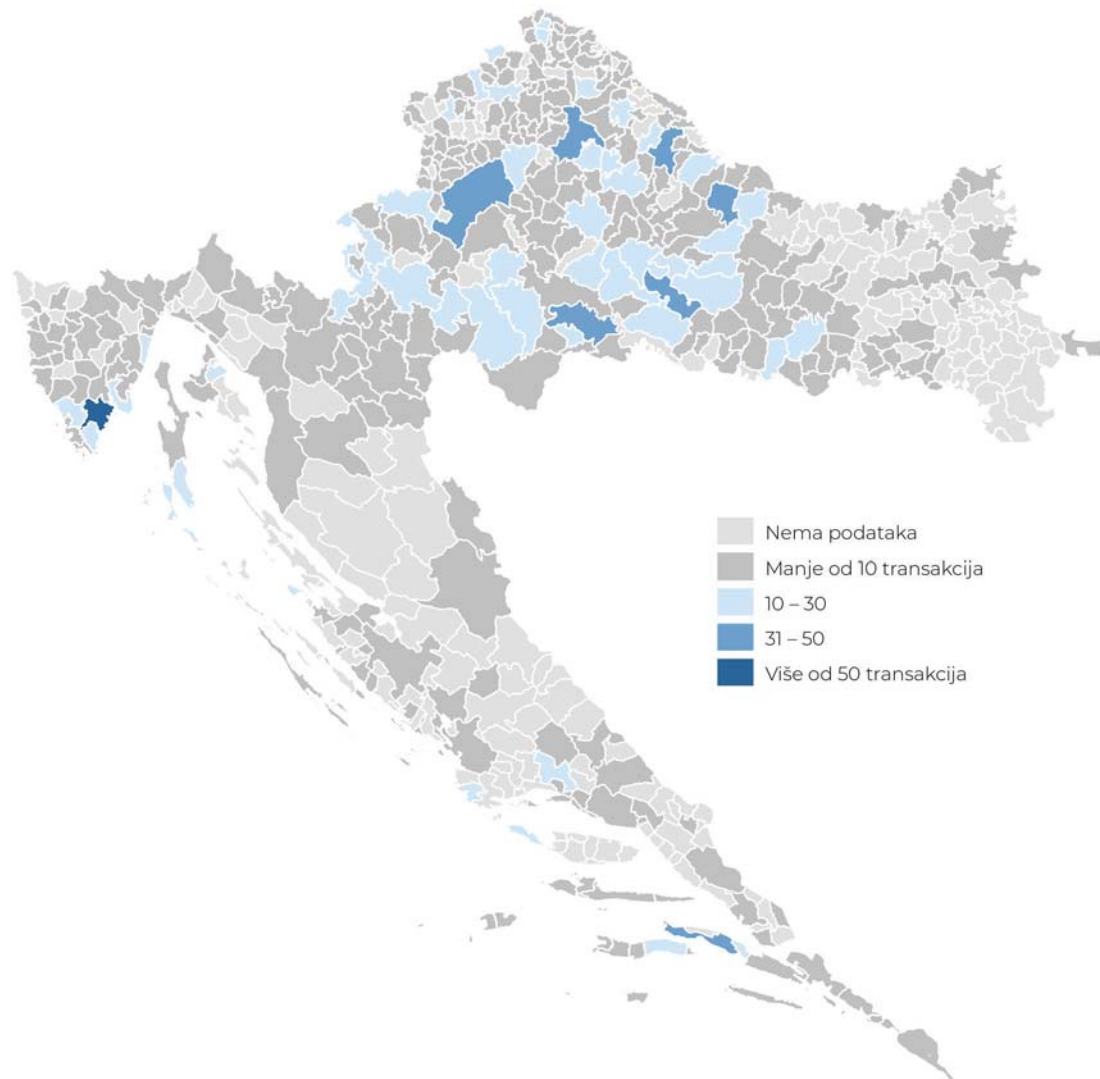 Nema podataka
Manje od 10 transakcija
10 – 30
31 – 50
Više od 50 transakcija